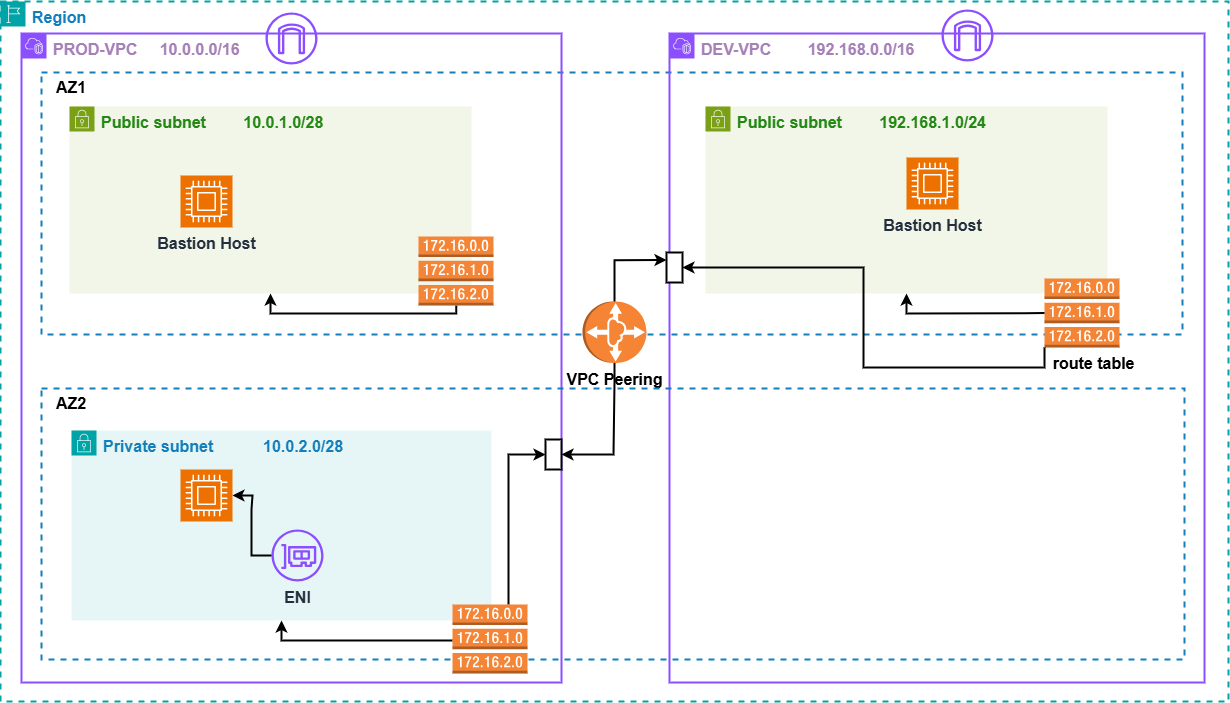 Region
PROD-VPC 10.0.0.0/16
DEV-VPC 192.168.0.0/16
AZ1
Public subnet 10.0.1.0/28
Public subnet 192.168.1.0/24
Bastion Host
Bastion Host
172.16.0.0
172.16.1.0
172.16.2.0
172.16.0.0
172.16.1.0
172.16.2.0
route table
VPC Peering
AZ2
Private subnet 10.0.2.0/28
ENI
172.16.0.0
172.16.1.0
172.16.2.0